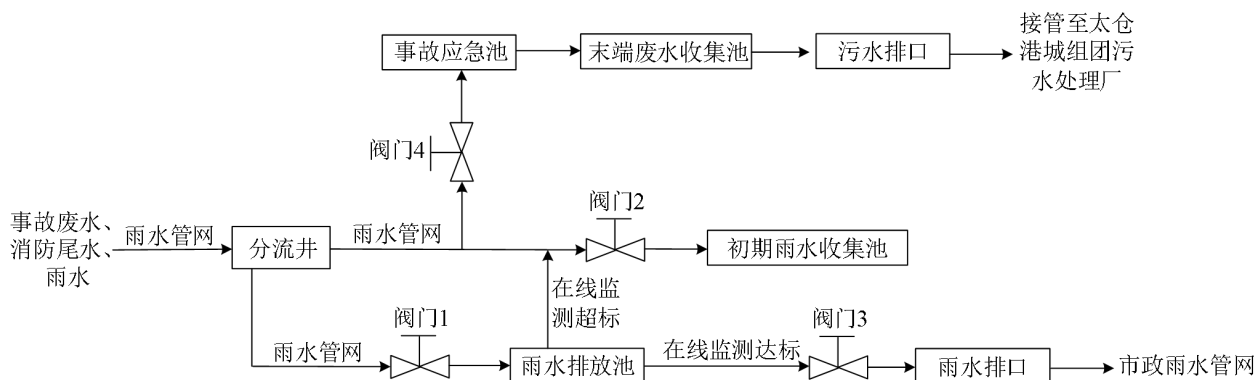 事故应急池
末端废水收集池
污水排口
接管至太仓
港城组团污
水处理厂
阀门4
事故废水、
消防尾水、
雨水
雨水管网
分流井
雨水管网
阀门2
初期雨水收集池
在线监
测超标
雨水管网
阀门1
雨水排放池
在线监测达标
阀门3
雨水排口
市政雨水管网